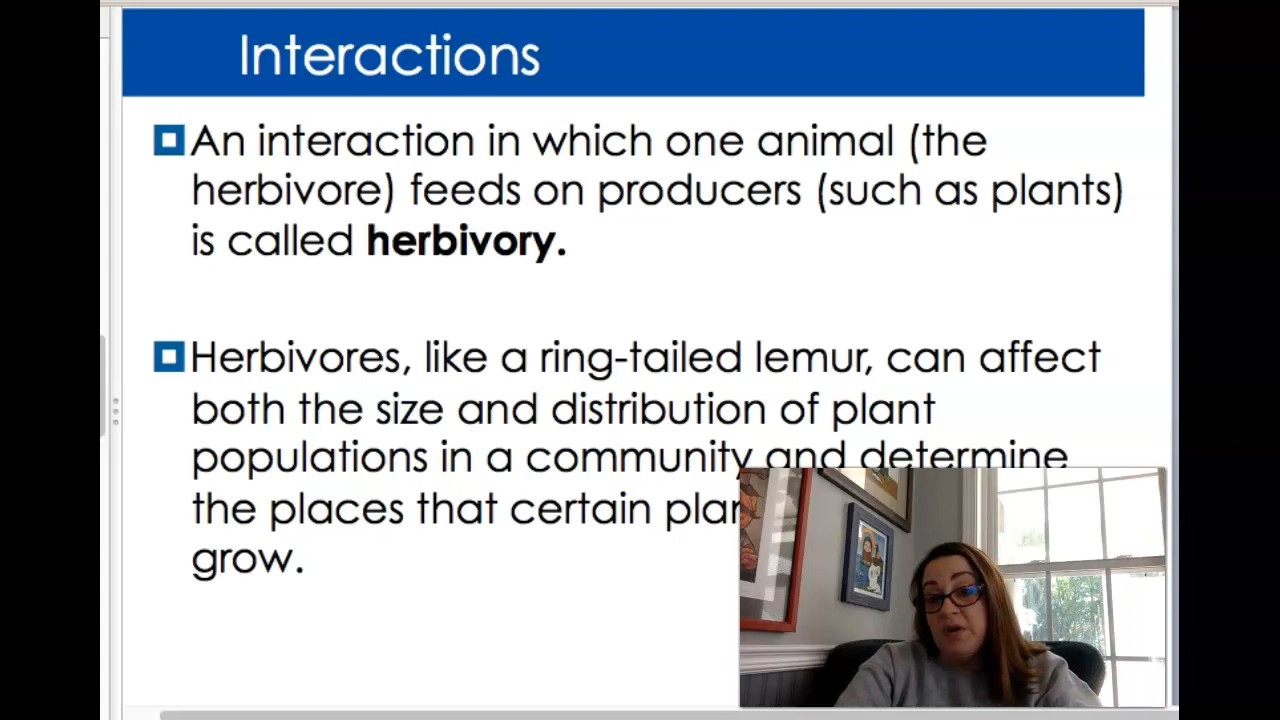 Interactions
An interaction in which one animal (the
herbivore) feeds on producers (such as plants)
is called herbivory.
Herbivores, like a ring-tailed lemur, can affect
both the size and distribution of plant
populations in a community and determine
the places that certain
grow.